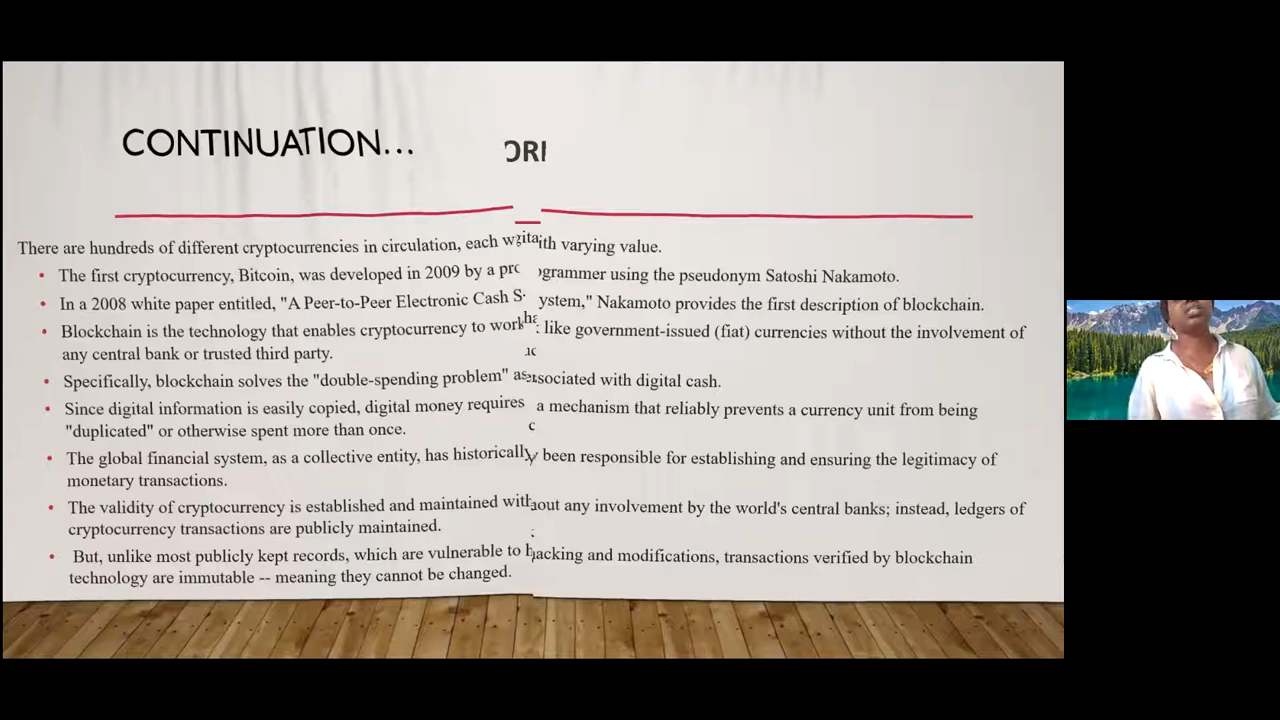 CONTINUATION...
ORI
There are hundreds of different cryptocurrencies in circulation, each with varying value.
• The first cryptocurrency, Bitcoin, was developed in 2009 by a programmer using the pseudonym Satoshi Nakamoto.
• In a 2008 white paper entitled, "A Peer-to-Peer Electronic Cash System," Nakamoto provides the first description of blockchain.
• Blockchain is the technology that enables cryptocurrency to work like government-issued (fiat) currencies without the involvement of
any central bank or trusted third party.
• Specifically, blockchain solves the "double-spending problem" associated with digital cash.
• Since digital information is easily copied, digital money requires a mechanism that reliably prevents a currency unit from being
"duplicated" or otherwise spent more than once.
• The global financial system, as a collective entity, has historically been responsible for establishing and ensuring the legitimacy of
monetary transactions.
• The validity of cryptocurrency is established and maintained without any involvement by the world's central banks; instead, ledgers of
cryptocurrency transactions are publicly maintained.
• But, unlike most publicly kept records, which are vulnerable to hacking and modifications, transactions verified by blockchain
technology are immutable -- meaning they cannot be changed.